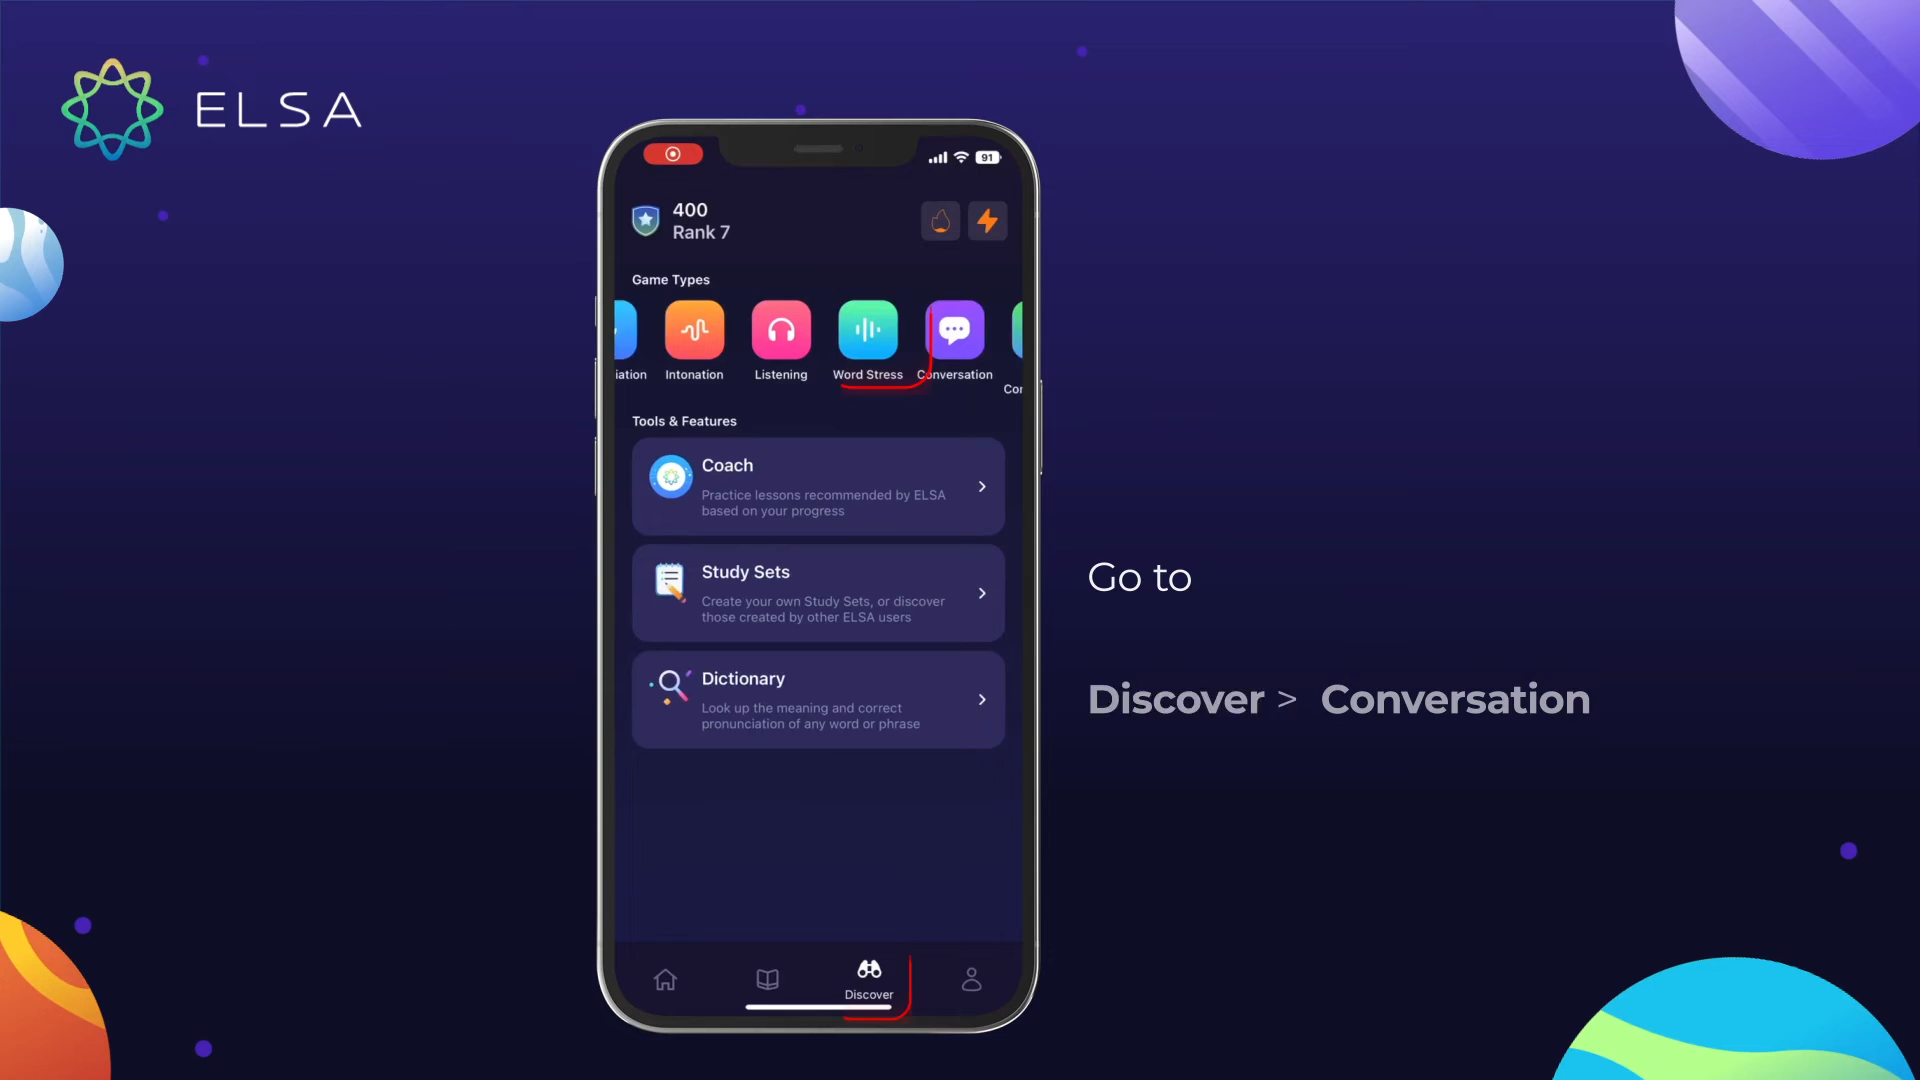 ELSA
91
400
Rank 7
Game Types
iation
Intonation
Listening
Word Stress
Conversation
Con
Tools & Features
Coach
Practice lessons recommended by ELSA
based on your progress
Study Sets
Create your own Study Sets, or discover
those created by other ELSA users
Dictionary
Look up the meaning and correct
pronunciation of any word or phrase
Discover
Go to
Discover > Conversation